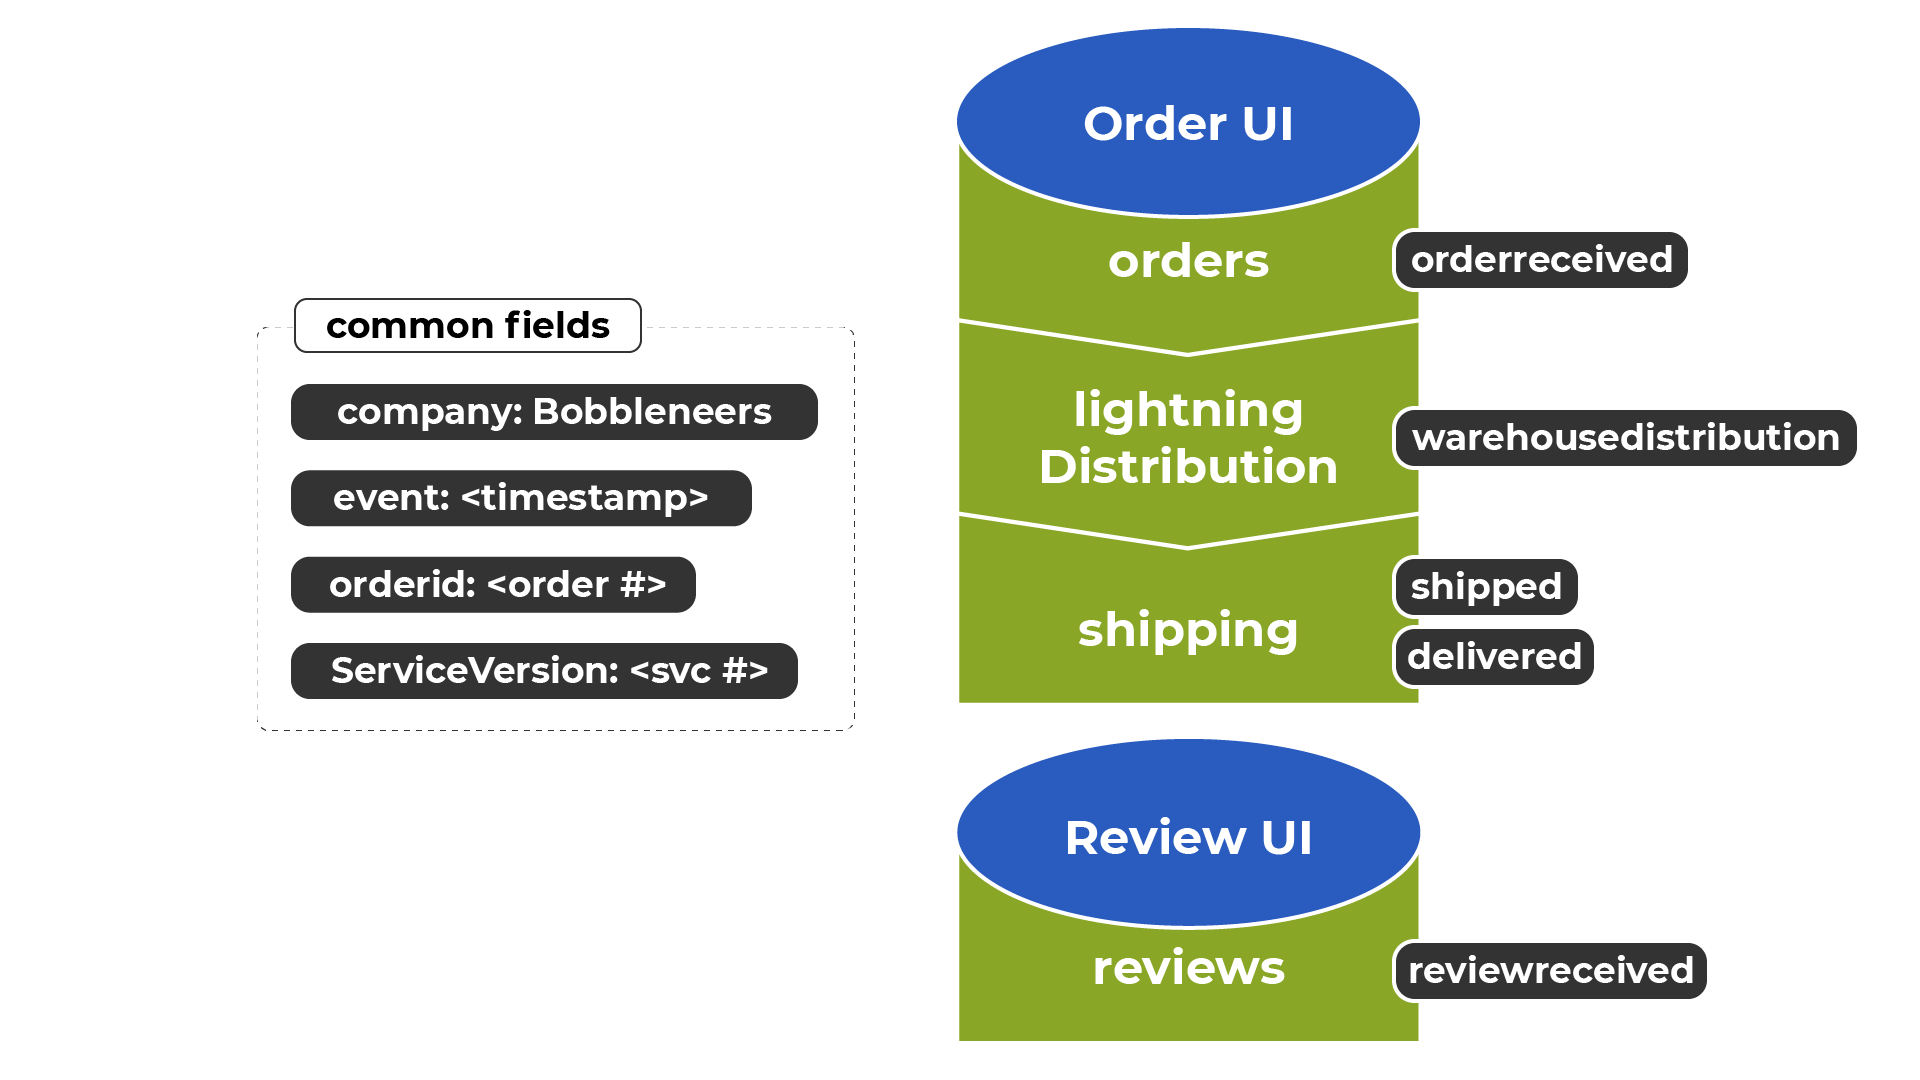 common fields
company: Bobbleneers
event: <timestamp>
orderid: <order #>
ServiceVersion: <svc #>
Order UI
orders
orderreceived
lightning
Distribution
warehousedistribution
shipping
shipped
delivered
Review UI
reviews
reviewreceived